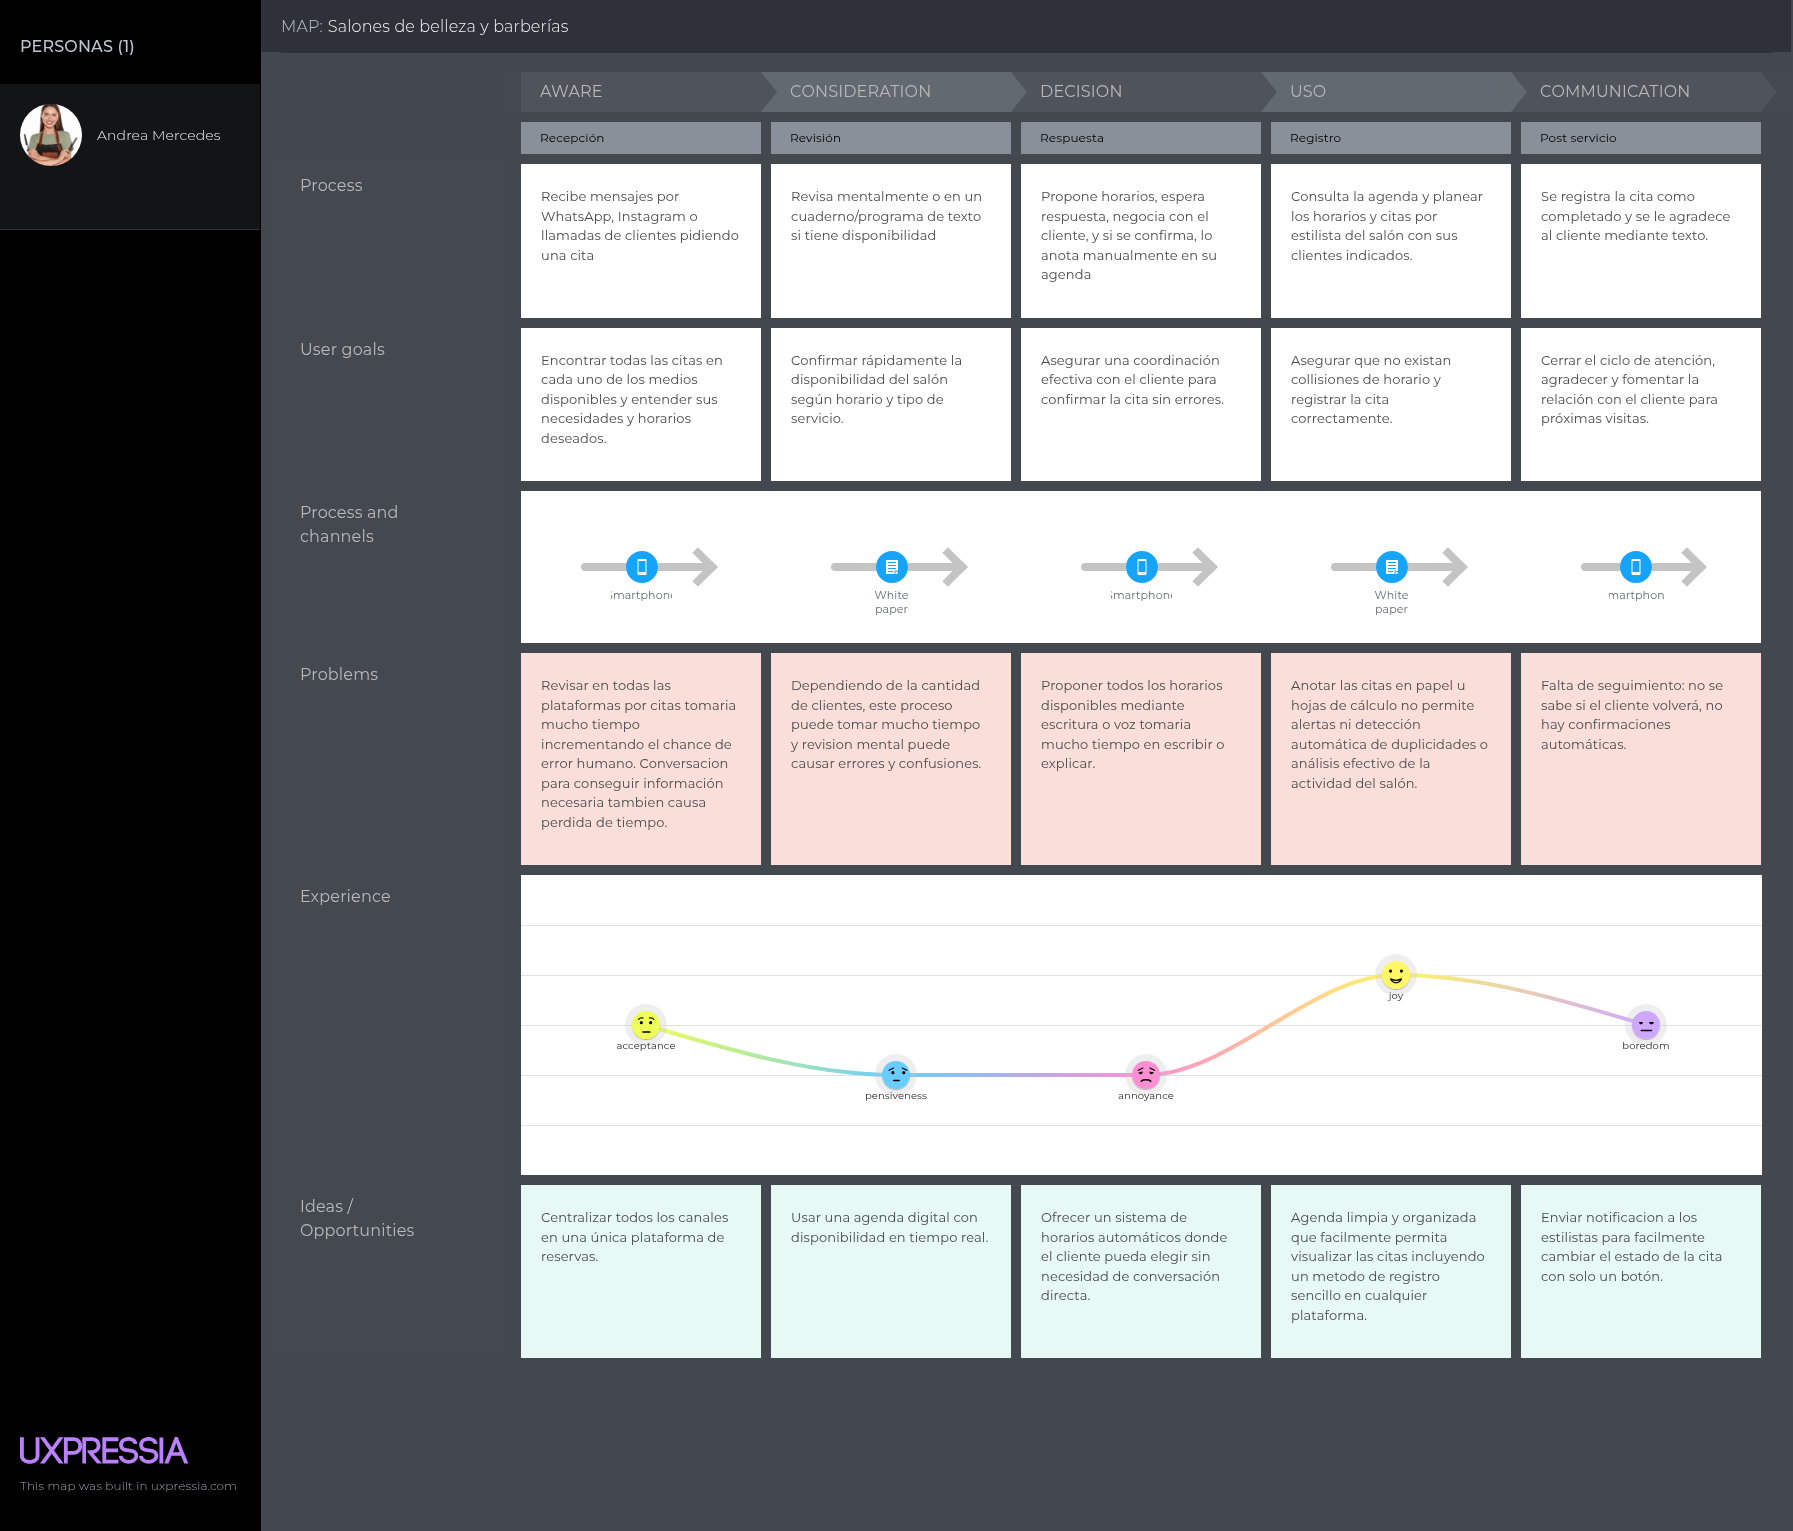 PERSONAS (1)
Andrea Mercedes
MAP: Salones de belleza y barberías
AWARE
CONSIDERATION
DECISION
USO
COMMUNICATION
Recepción
Revisión
Respuesta
Registro
Post servicio
Process
Recibe mensajes por
WhatsApp, Instagram o
llamadas de clientes pidiendo
una cita
Revisa mentalmente o en un
cuaderno/programa de texto
si tiene disponibilidad
Propone horarios, espera
respuesta, negocia con el
cliente, y si se confirma, lo
anota manualmente en su
agenda
Consulta la agenda y planear
los horarios y citas por
estilista del salón con sus
clientes indicados.
Se registra la cita como
completado y se le agradece
al cliente mediante texto.
User goals
Encontrar todas las citas en
cada uno de los medios
disponibles y entender sus
necesidades y horarios
deseados.
Confirmar rápidamente la
disponibilidad del salón
según horario y tipo de
servicio.
Asegurar una coordinación
efectiva con el cliente para
confirmar la cita sin errores.
Asegurar que no existan
collisiones de horario y
registrar la cita
correctamente.
Cerrar el ciclo de atención,
agradecer y fomentar la
relación con el cliente para
próximas visitas.
Process and
channels
martphon
White
paper
martphon
White
paper
martphon
Problems
Revisar en todas las
plataformas por citas tomaria
mucho tiempo
incrementando el chance de
error humano. Conversacion
para conseguir información
necesaria tambien causa
perdida de tiempo.
Dependiendo de la cantidad
de clientes, este proceso
puede tomar mucho tiempo
y revision mental puede
causar errores y confusiones.
Proponer todos los horarios
disponibles mediante
escritura o voz tomaria
mucho tiempo en escribir o
explicar.
Anotar las citas en papel u
hojas de cálculo no permite
alertas ni detección
automática de duplicidades o
análisis efectivo de la
actividad del salón.
Falta de seguimiento: no se
sabe si el cliente volverá, no
hay confirmaciones
automáticas.
Experience
acceptance
pensiveness
annoyance
joy
boredom
Ideas /
Opportunities
Centralizar todos los canales
en una única plataforma de
reservas.
Usar una agenda digital con
disponibilidad en tiempo real.
Ofrecer un sistema de
horarios automáticos donde
el cliente pueda elegir sin
necesidad de conversación
directa.
Agenda limpia y organizada
que facilmente permita
visualizar las citas incluyendo
un metodo de registro
sencillo en cualquier
plataforma.
Enviar notificacion a los
estilistas para facilmente
cambiar el estado de la cita
con solo un botón.
UXPRESSIA
This map was built in uxpressia.com